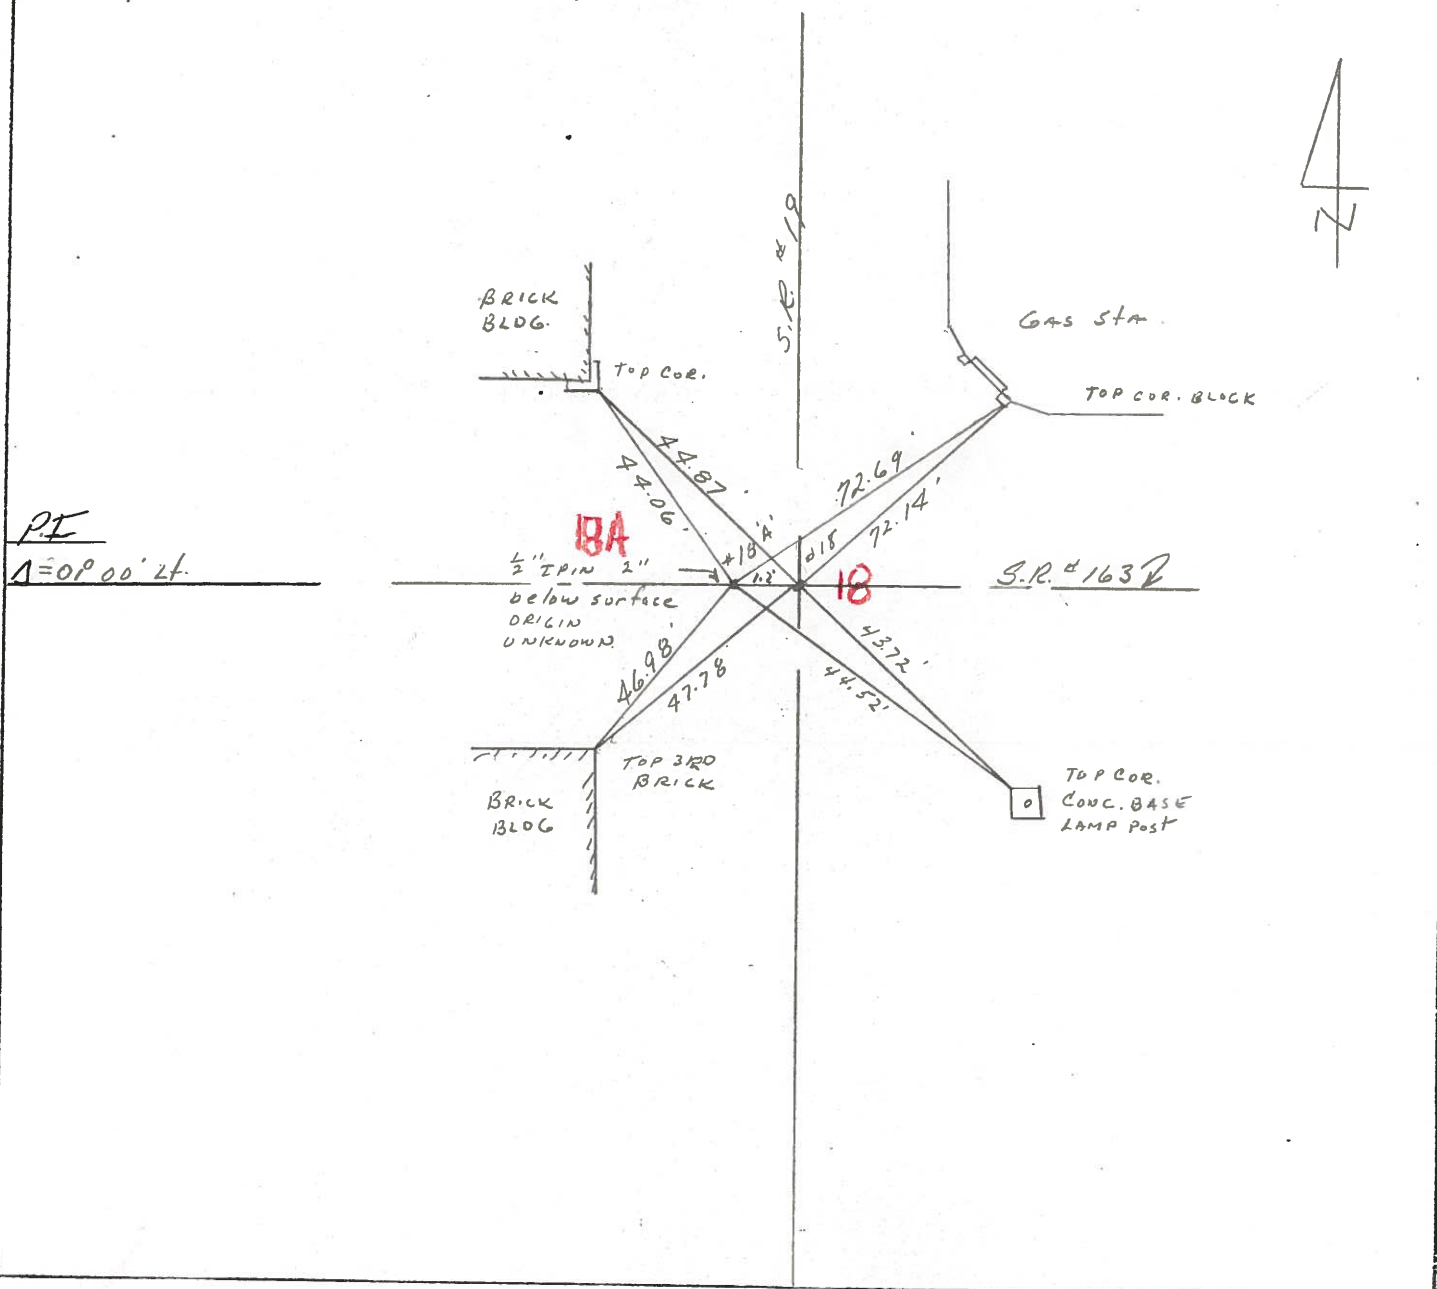 N
S.R. # 19
BRICK
BLDG.
TOP COR.
GAS STA.
TOP COR. BLOCK
44.87
44.06'
72.69'
72.14'
P.I.
Δ = 01° 00' Lt.
18A
1/2" I PIN 2"
below surface
ORIGIN
UNKNOWN.
#18'A'
#18
1.2'
18
S.R. # 163
46.98'
47.78
43.72'
44.52'
TOP 3RD
BRICK
BRICK
BLDG
TOP COR.
CONC. BASE
LAMP POST